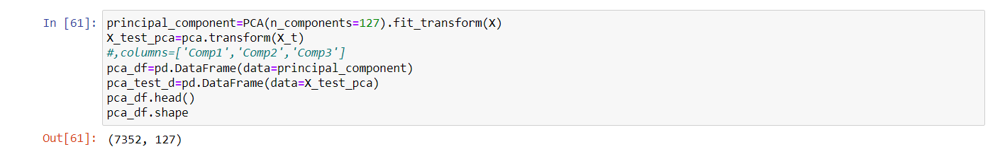 In [61]: principal_component=PCA(n_components=127).fit_transform(X)
X_test_pca=pca.transform(X_t)
#,columns=['Comp1','Comp2','Comp3']
pca_df=pd.DataFrame(data=principal_component)
pca_test_d=pd.DataFrame(data=X_test_pca)
pca_df.head()
pca_df.shape
Out[61]: (7352, 127)